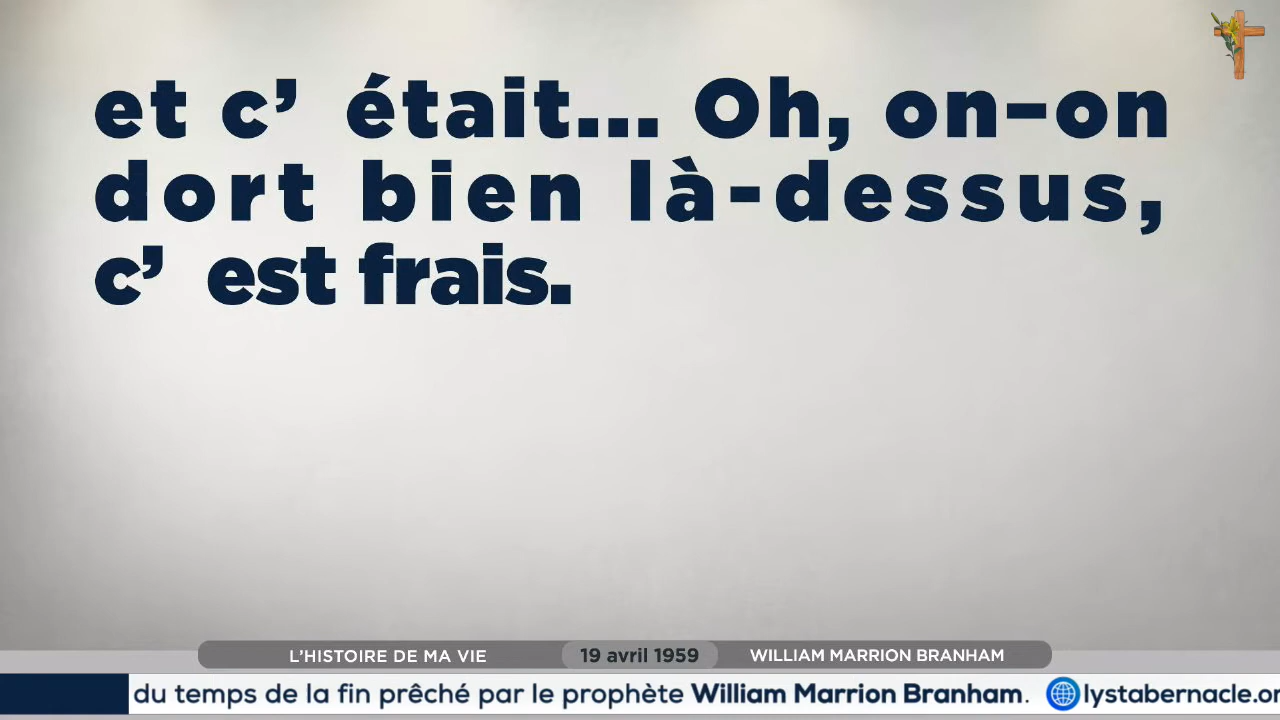 et c’ était... Oh, on–on
dort bien là-dessus,
c’ est frais.
L’HISTOIRE DE MA VIE
19 avril 1959
WILLIAM MARRION BRANHAM
du temps de la fin prêché par le prophète William Marrion Branham. lystabernacle.or